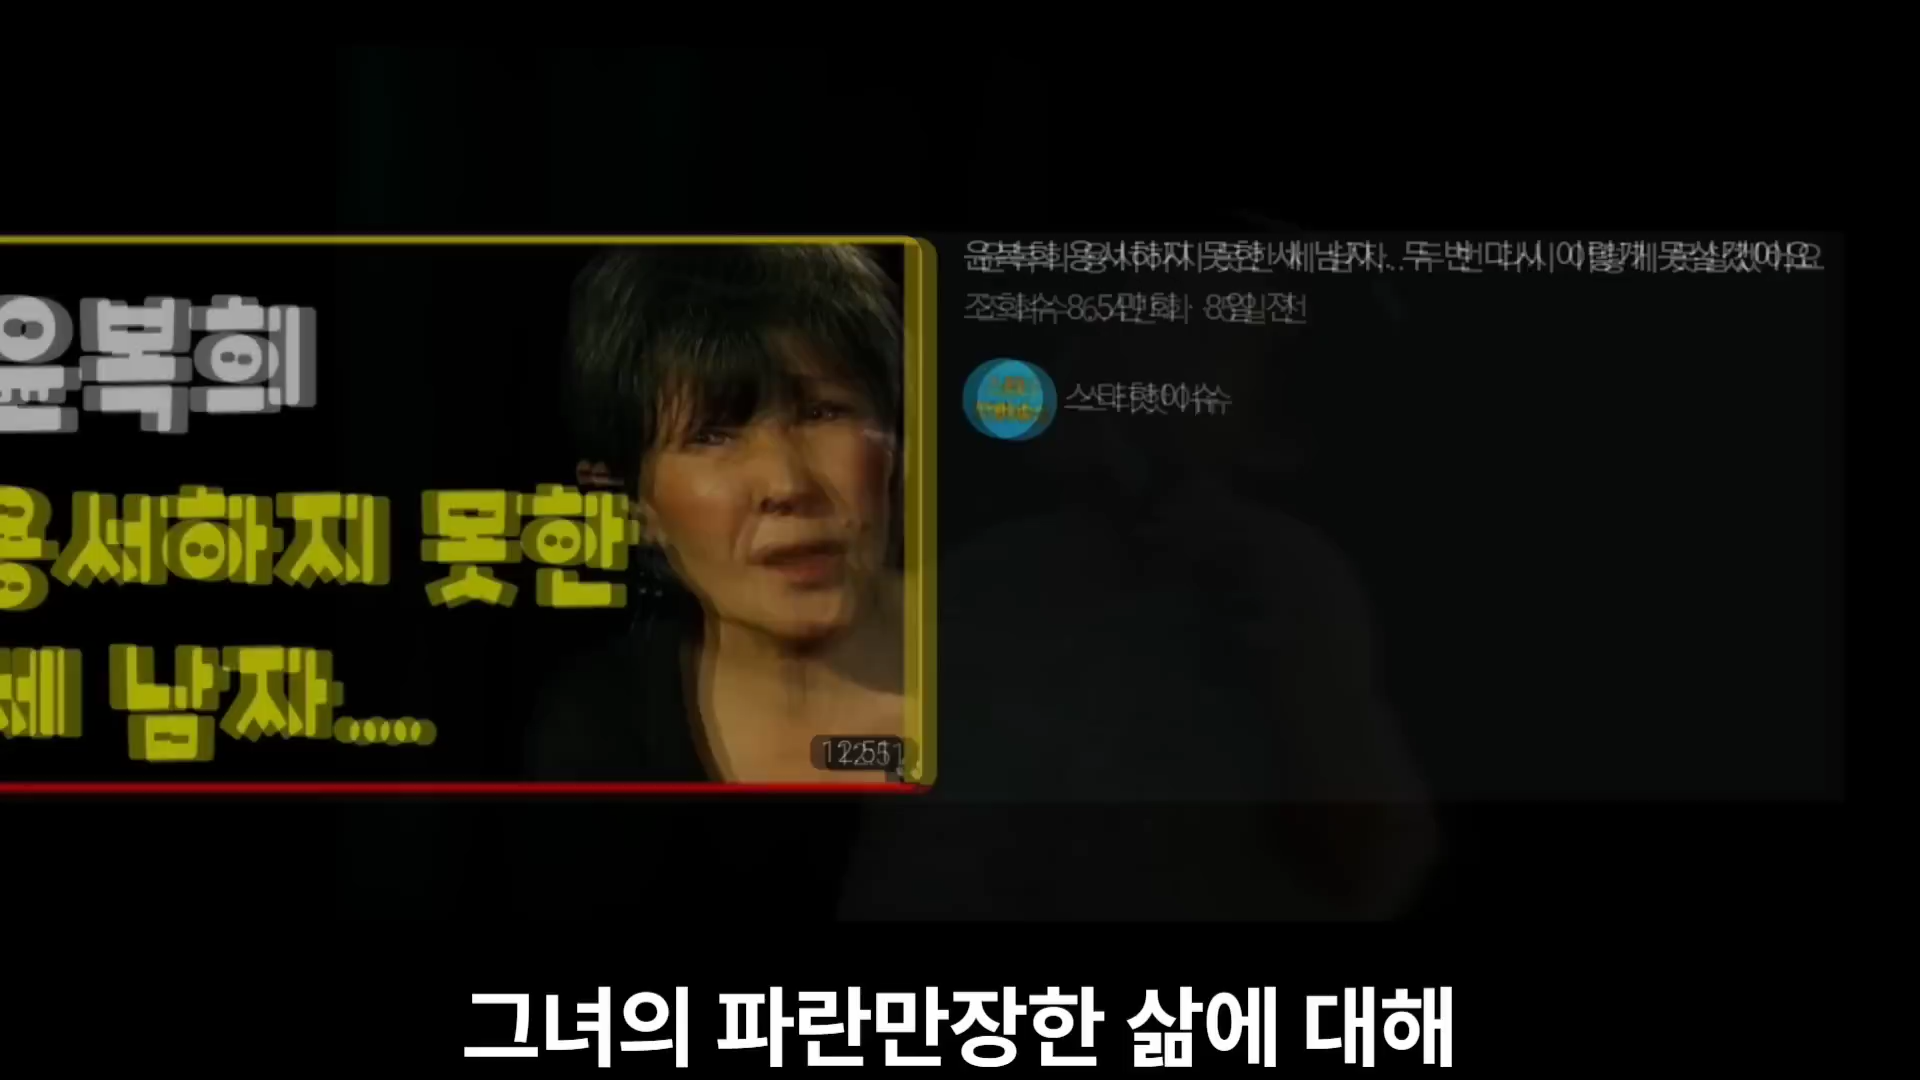 윤복희
용서하지 못한
세 남자....
12:51
윤복희 용서하지 못한 세 남자... 두 번 다시 이렇게 못 살겠어요
조회수 8.5만회 · 8일 전
스타핫이슈
그녀의 파란만장한 삶에 대해